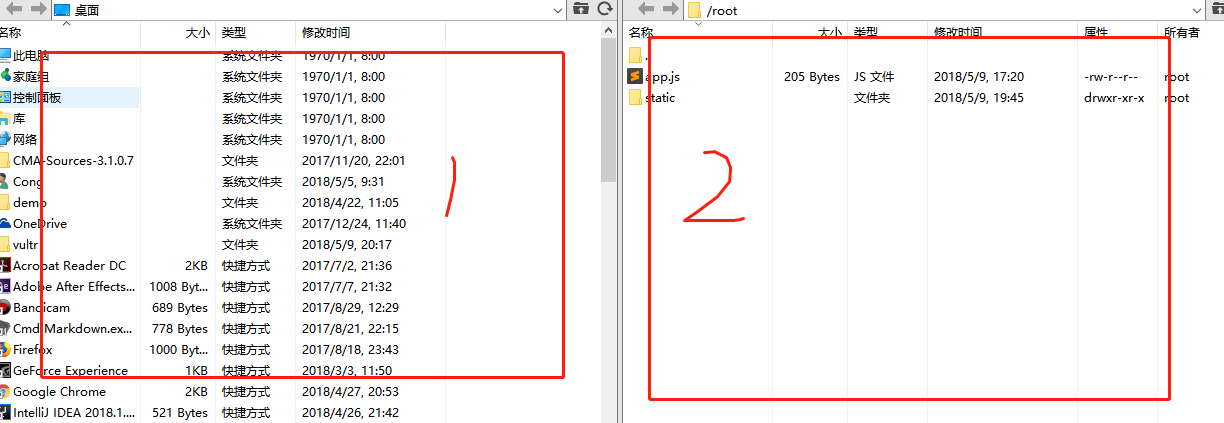 桌面
名称 大小 类型 修改时间
此电脑 系统文件夹 1970/1/1, 8:00
家庭组 系统文件夹 1970/1/1, 8:00
控制面板 系统文件夹 1970/1/1, 8:00
库 系统文件夹 1970/1/1, 8:00
网络 系统文件夹 1970/1/1, 8:00
CMA-Sources-3.1.0.7 文件夹 2017/11/20, 22:01
Cong 系统文件夹 2018/5/5, 9:31
demo 文件夹 2018/4/22, 11:05
OneDrive 系统文件夹 2017/12/24, 11:40
vultr 文件夹 2018/5/9, 20:17
Acrobat Reader DC 2KB 快捷方式 2017/7/2, 21:36
Adobe After Effects... 1008 Byt... 快捷方式 2017/7/7, 21:32
Bandicam 689 Bytes 快捷方式 2017/8/29, 12:29
Cmd Markdown.ex... 778 Bytes 快捷方式 2017/8/21, 22:15
Firefox 1000 Byt... 快捷方式 2017/8/18, 23:43
GeForce Experience 1KB 快捷方式 2018/3/3, 11:50
Google Chrome 2KB 快捷方式 2018/4/27, 20:53
IntelliJ IDEA 2018.1.... 521 Bytes 快捷方式 2018/4/26, 21:42
1
/root
名称 大小 类型 修改时间 属性 所有者
..
app.js 205 Bytes JS 文件 2018/5/9, 17:20 -rw-r--r-- root
static 文件夹 2018/5/9, 19:45 drwxr-xr-x root
2